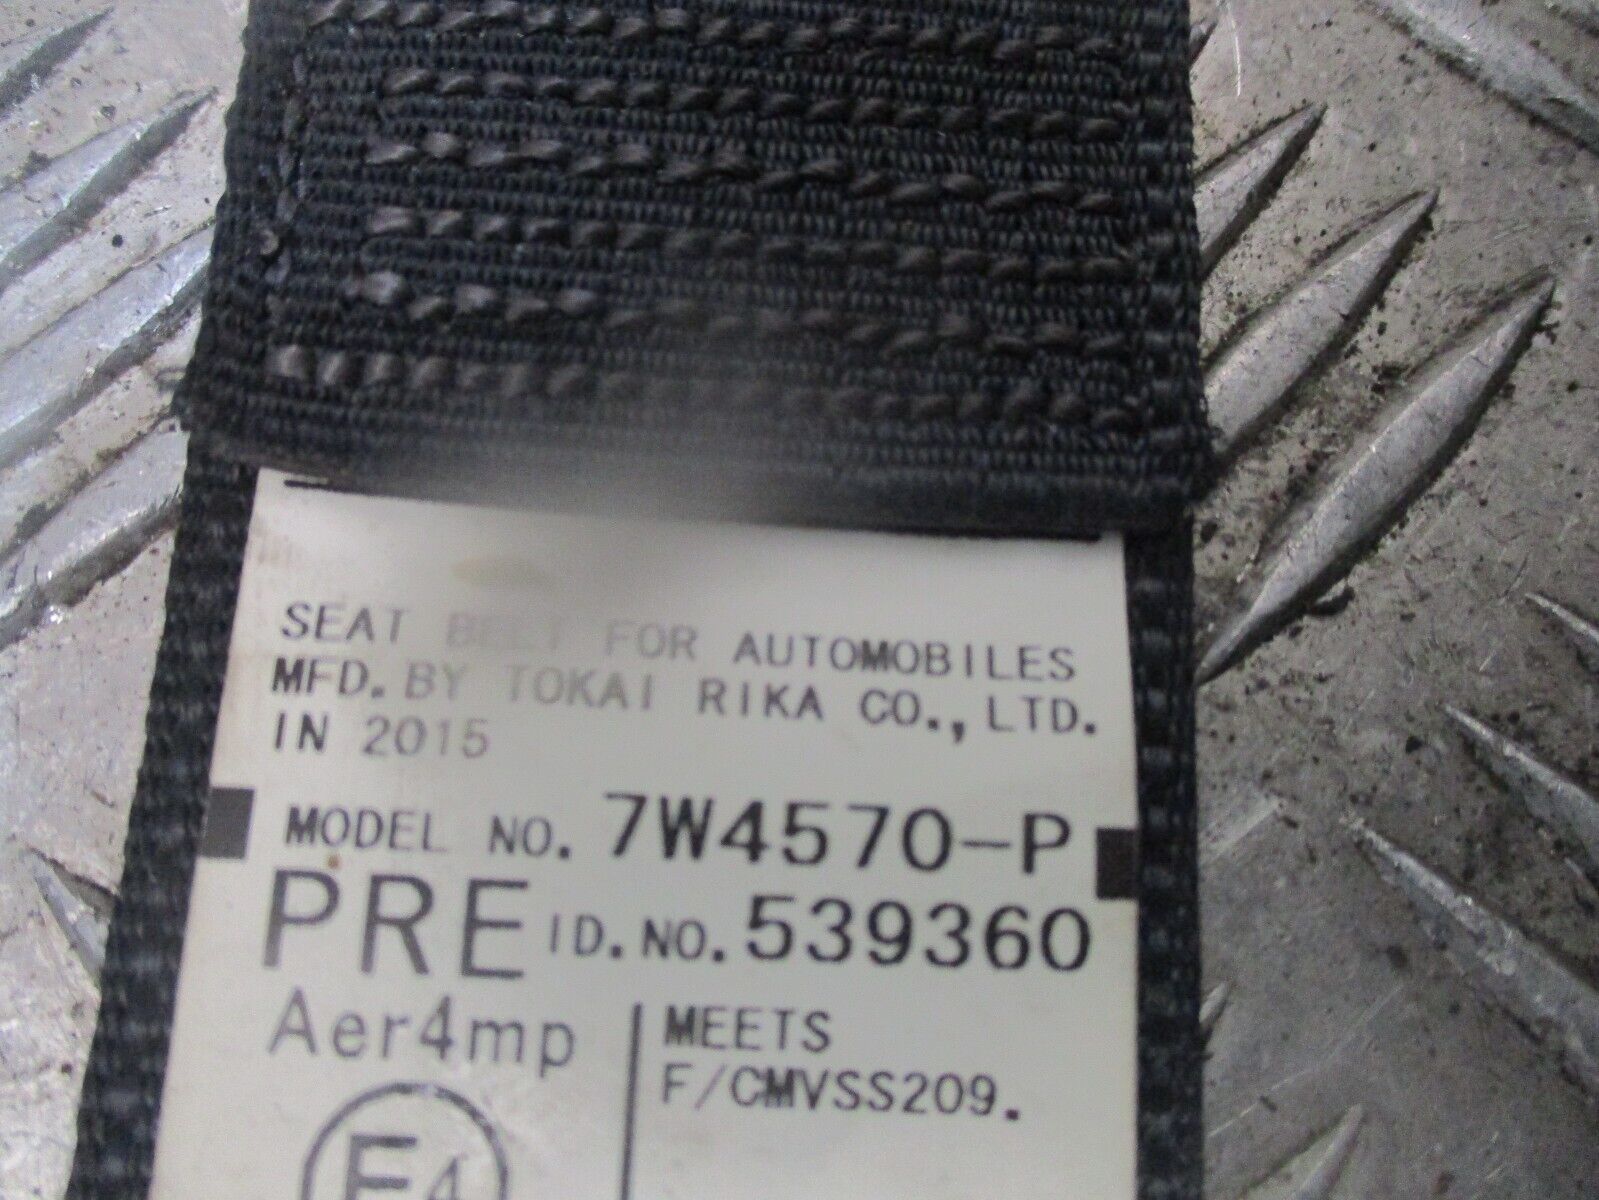 SEAT BELT FOR AUTOMOBILES
MFD. BY TOKAI RIKA CO., LTD.
IN 2015
MODEL NO. 7W4570-P
PRE ID. NO. 539360
Aer4mp
MEETS
F/CMVSS209.
E4